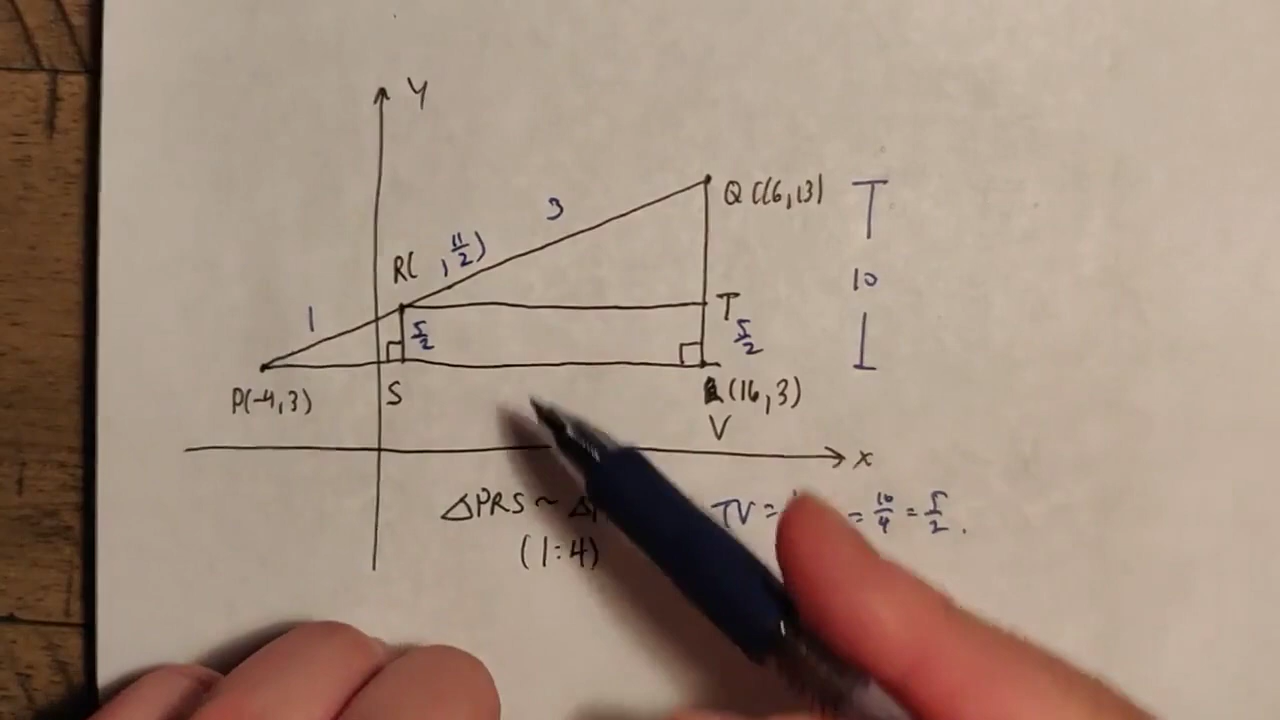 y
Q(16,13)
3
T
10
R( , 11/2)
1
5/2
T
5/2
P(-4,3)
S
(16,3)
V
x
△PRS ~ △P
TV =
= 10/4 = 5/2.
(1:4)